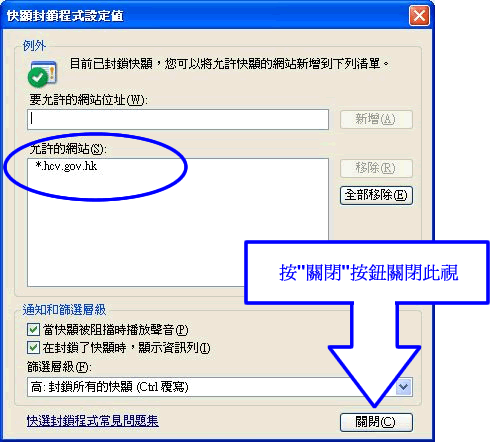 快顯封鎖程式設定值
例外
目前已封鎖快顯，您可以將允許快顯的網站新增到下列清單。
要允許的網站位址(W):
新增(A)
允許的網站(S):
*.hcv.gov.hk
移除(R)
全部移除(E)
按"關閉"按鈕關閉此視
通知和篩選層級
當快顯被阻擋時播放聲音(P)
在封鎖了快顯時，顯示資訊列(I)
篩選層級(F):
高: 封鎖所有的快顯 (Ctrl 覆寫)
快選封鎖程式常見問題集
關閉(C)